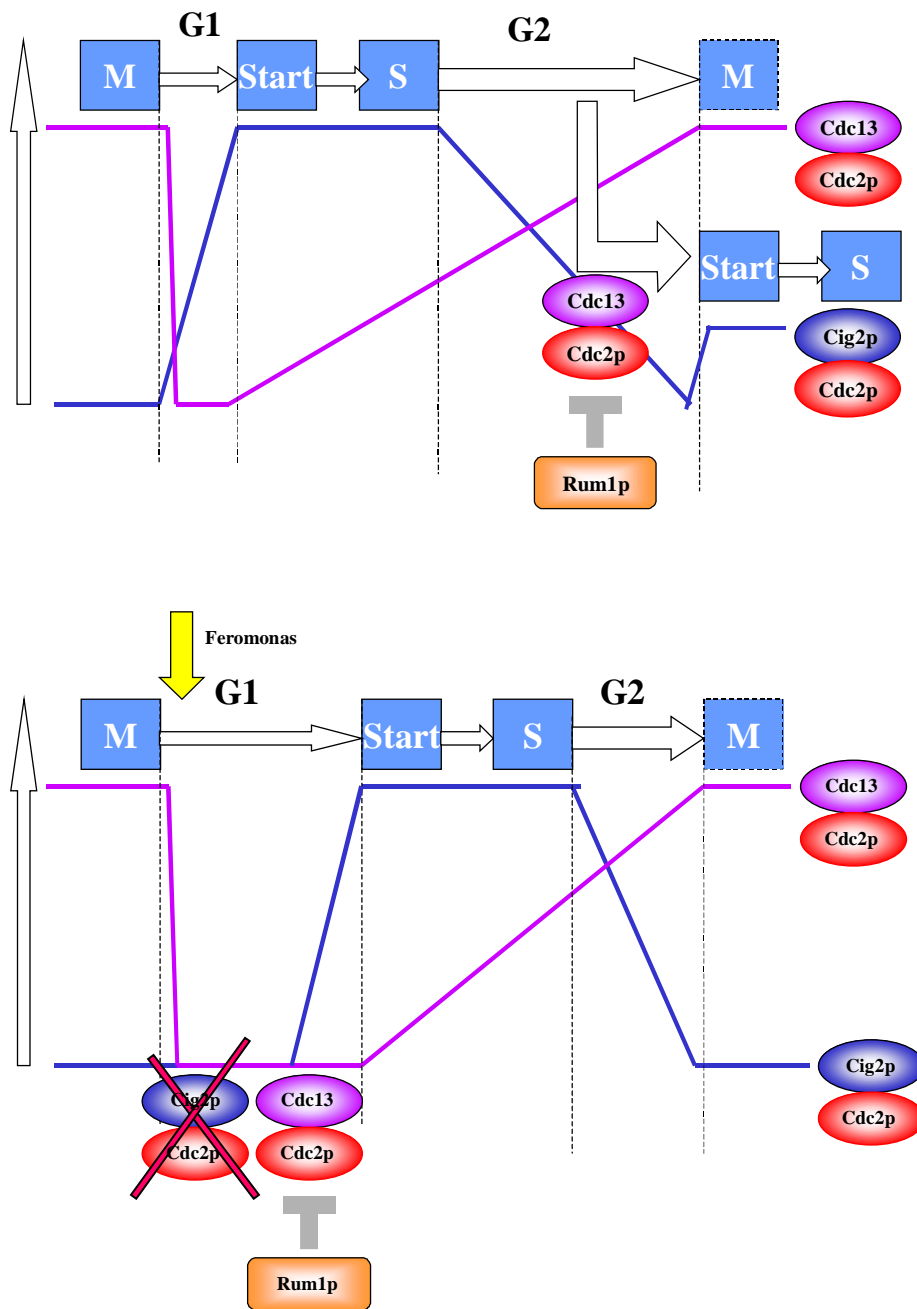 G1
G2
M
Start
S
M
Cdc13
Cdc2p
Start
S
Cdc13
Cdc2p
Cig2p
Cdc2p
Rum1p
Feromonas
G1
G2
M
Start
S
M
Cdc13
Cdc2p
Cig2p
Cdc2p
Cig2p
Cdc13
Cdc2p
Cdc2p
Rum1p